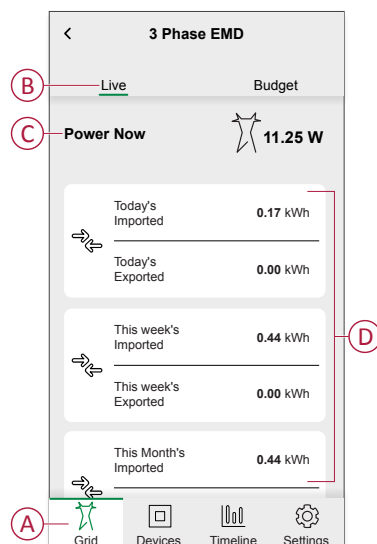 < 3 Phase EMD
B Live Budget
C Power Now 11.25 W
Today's
Imported 0.17 kWh
Today's
Exported 0.00 kWh
This week's
Imported 0.44 kWh
D
This week's
Exported 0.00 kWh
This Month's
Imported 0.44 kWh
A
Grid Devices Timeline Settings